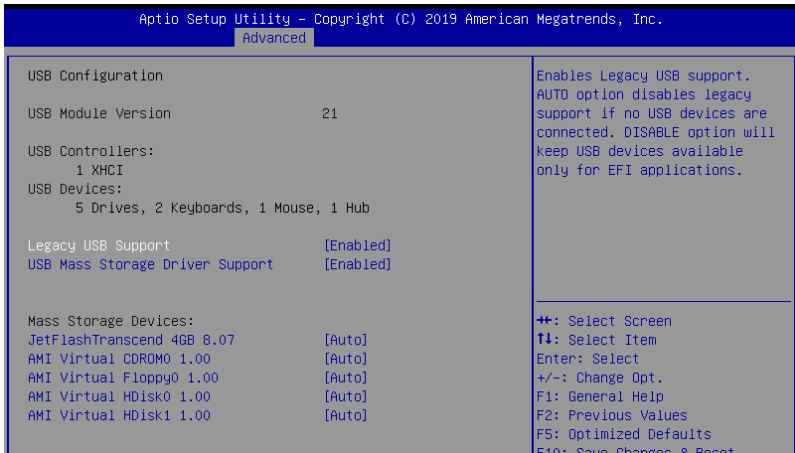 Aptio Setup Utility – Copyright (C) 2019 American Megatrends, Inc.
Advanced
USB Configuration
USB Module Version 21
USB Controllers:
1 XHCI
USB Devices:
5 Drives, 2 Keyboards, 1 Mouse, 1 Hub
Legacy USB Support [Enabled]
USB Mass Storage Driver Support [Enabled]
Mass Storage Devices:
JetFlashTranscend 4GB 8.07 [Auto]
AMI Virtual CDROM0 1.00 [Auto]
AMI Virtual Floppy0 1.00 [Auto]
AMI Virtual HDisk0 1.00 [Auto]
AMI Virtual HDisk1 1.00 [Auto]
Enables Legacy USB support.
AUTO option disables legacy
support if no USB devices are
connected. DISABLE option will
keep USB devices available
only for EFI applications.
→←: Select Screen
↑↓: Select Item
Enter: Select
+/-: Change Opt.
F1: General Help
F2: Previous Values
F5: Optimized Defaults
F10: Save Changes & Reset